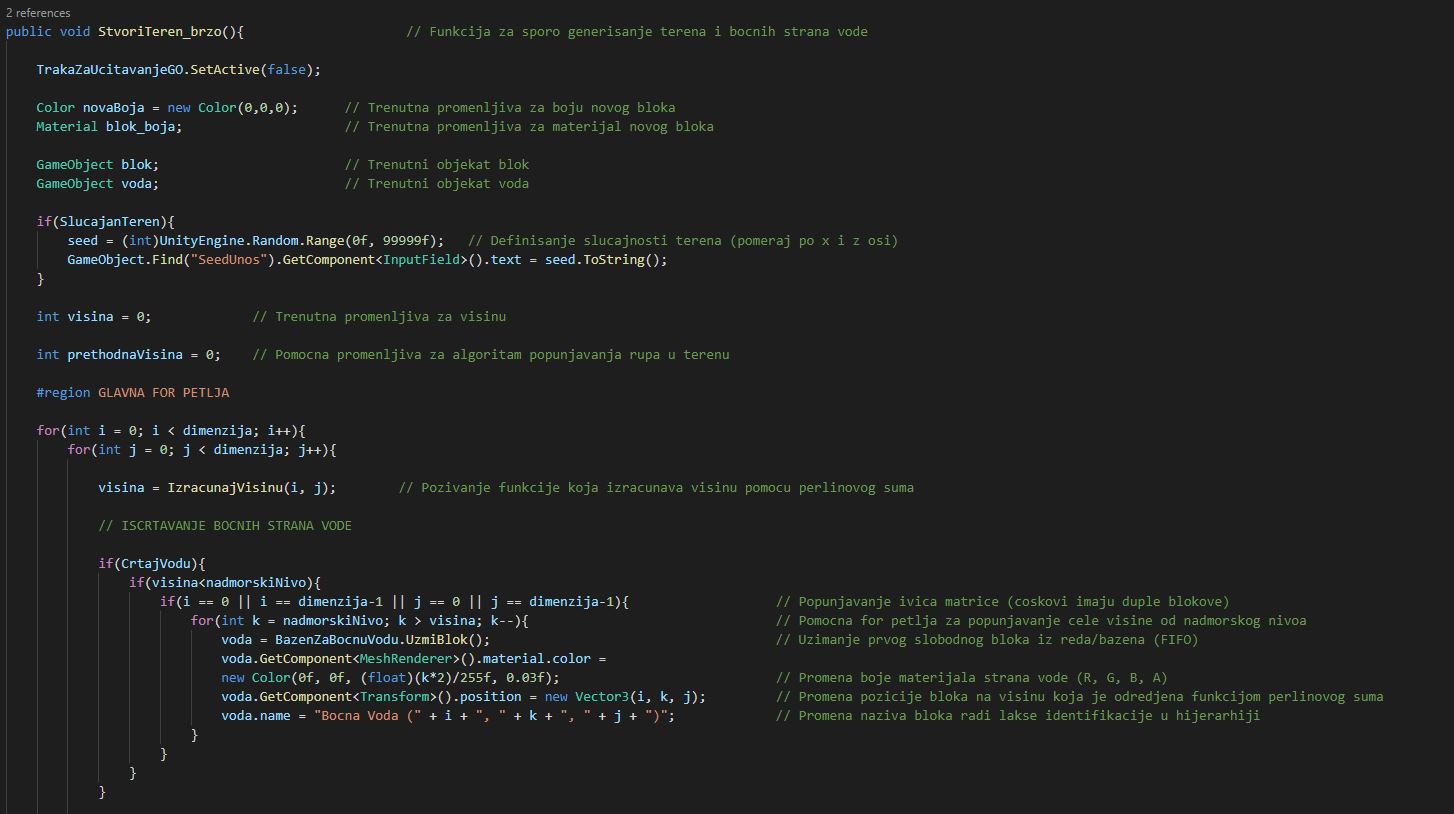 2 references
public void StvoriTeren_brzo(){ // Funkcija za sporo generisanje terena i bocnih strana vode
TrakaZaUcitavanjeGO.SetActive(false);
Color novaBoja = new Color(0,0,0); // Trenutna promenljiva za boju novog bloka
Material blok_boja; // Trenutna promenljiva za materijal novog bloka
GameObject blok; // Trenutni objekat blok
GameObject voda; // Trenutni objekat voda
if(SlucajanTeren){
seed = (int)UnityEngine.Random.Range(0f, 99999f); // Definisanje slucajnosti terena (pomeraj po x i z osi)
GameObject.Find("SeedUnos").GetComponent<InputField>().text = seed.ToString();
}
int visina = 0; // Trenutna promenljiva za visinu
int prethodnaVisina = 0; // Pomocna promenljiva za algoritam popunjavanja rupa u terenu
#region GLAVNA FOR PETLJA
for(int i = 0; i < dimenzija; i++){
for(int j = 0; j < dimenzija; j++){
visina = IzracunajVisinu(i, j); // Pozivanje funkcije koja izracunava visinu pomocu perlinovog suma
// ISCRTAVANJE BOCNIH STRANA VODE
if(CrtajVodu){
if(visina<nadmorskiNivo){
if(i == 0 || i == dimenzija-1 || j == 0 || j == dimenzija-1){ // Popunjavanje ivica matrice (coskovi imaju duple blokove)
for(int k = nadmorskiNivo; k > visina; k--){ // Pomocna for petlja za popunjavanje cele visine od nadmorskog nivoa
voda = BazenZaBocnuVodu.UzmiBlok(); // Uzimanje prvog slobodnog bloka iz reda/bazena (FIFO)
voda.GetComponent<MeshRenderer>().material.color =
new Color(0f, 0f, (float)(k*2)/255f, 0.03f); // Promena boje materijala strana vode (R, G, B, A)
voda.GetComponent<Transform>().position = new Vector3(i, k, j); // Promena pozicije bloka na visinu koja je odredjena funkcijom perlinovog suma
voda.name = "Bocna Voda (" + i + ", " + k + ", " + j + ")"; // Promena naziva bloka radi lakse identifikacije u hijerarhiji
}
}
}
}